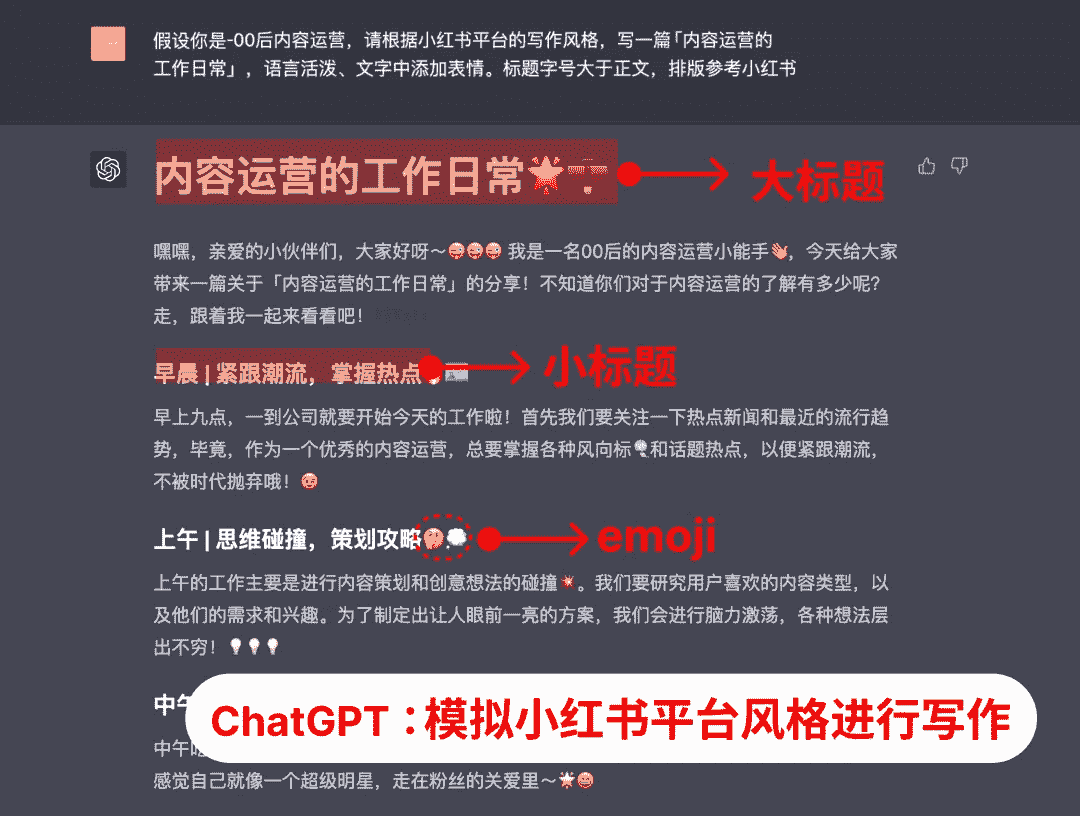 假设你是-00后内容运营，请根据小红书平台的写作风格，写一篇「内容运营的
工作日常」，语言活泼、文字中添加表情。标题字号大于正文，排版参考小红书
内容运营的工作日常🌟
大标题
嘿嘿，亲爱的小伙伴们，大家好呀～😜😜😜 我是一名00后的内容运营小能手👋，今天给大家
带来一篇关于「内容运营的工作日常」的分享！不知道你们对于内容运营的了解有多少呢？
走，跟着我一起来看看吧！
早晨 | 紧跟潮流，掌握热点
小标题
早上九点，一到公司就要开始今天的工作啦！首先我们要关注一下热点新闻和最近的流行趋
势，毕竟，作为一个优秀的内容运营，总要掌握各种风向标🌪和话题热点，以便紧跟潮流，
不被时代抛弃哦！
上午 | 思维碰撞，策划攻略🤔💭
emoji
上午的工作主要是进行内容策划和创意想法的碰撞💥。我们要研究用户喜欢的内容类型，以
及他们的需求和兴趣。为了制定出让人眼前一亮的方案，我们会进行脑力激荡，各种想法层
出不穷！💡💡💡
中午
ChatGPT：模拟小红书平台风格进行写作
中午
感觉自己就像一个超级明星，走在粉丝的关爱里～🌟